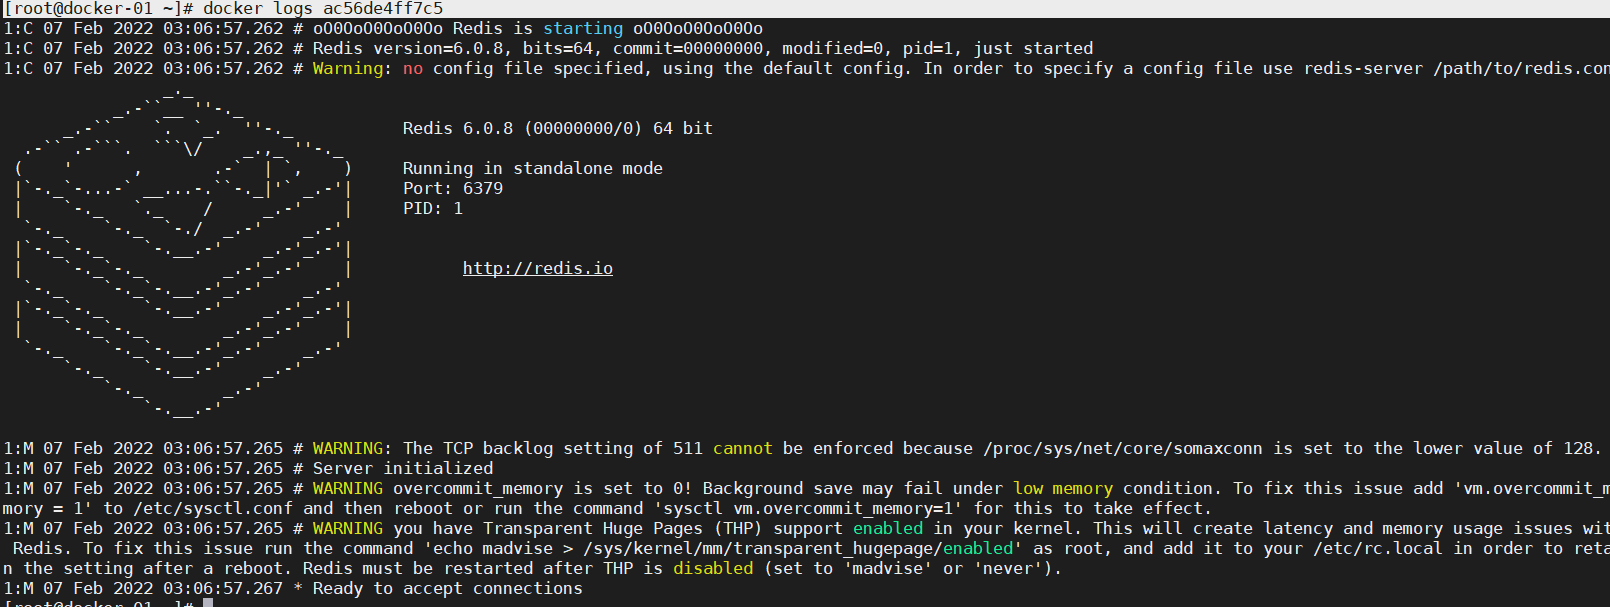 [root@docker-01 ~]# docker logs ac56de4ff7c5
1:C 07 Feb 2022 03:06:57.262 # oO0OoO0OoO0Oo Redis is starting oO0OoO0OoO0Oo
1:C 07 Feb 2022 03:06:57.262 # Redis version=6.0.8, bits=64, commit=00000000, modified=0, pid=1, just started
1:C 07 Feb 2022 03:06:57.262 # Warning: no config file specified, using the default config. In order to specify a config file use redis-server /path/to/redis.con
Redis 6.0.8 (00000000/0) 64 bit
Running in standalone mode
Port: 6379
PID: 1
http://redis.io
1:M 07 Feb 2022 03:06:57.265 # WARNING: The TCP backlog setting of 511 cannot be enforced because /proc/sys/net/core/somaxconn is set to the lower value of 128.
1:M 07 Feb 2022 03:06:57.265 # Server initialized
1:M 07 Feb 2022 03:06:57.265 # WARNING overcommit_memory is set to 0! Background save may fail under low memory condition. To fix this issue add 'vm.overcommit_m
mory = 1' to /etc/sysctl.conf and then reboot or run the command 'sysctl vm.overcommit_memory=1' for this to take effect.
1:M 07 Feb 2022 03:06:57.265 # WARNING you have Transparent Huge Pages (THP) support enabled in your kernel. This will create latency and memory usage issues wit
Redis. To fix this issue run the command 'echo madvise > /sys/kernel/mm/transparent_hugepage/enabled' as root, and add it to your /etc/rc.local in order to reta
n the setting after a reboot. Redis must be restarted after THP is disabled (set to 'madvise' or 'never').
1:M 07 Feb 2022 03:06:57.267 * Ready to accept connections
[root@docker-01 ~]#